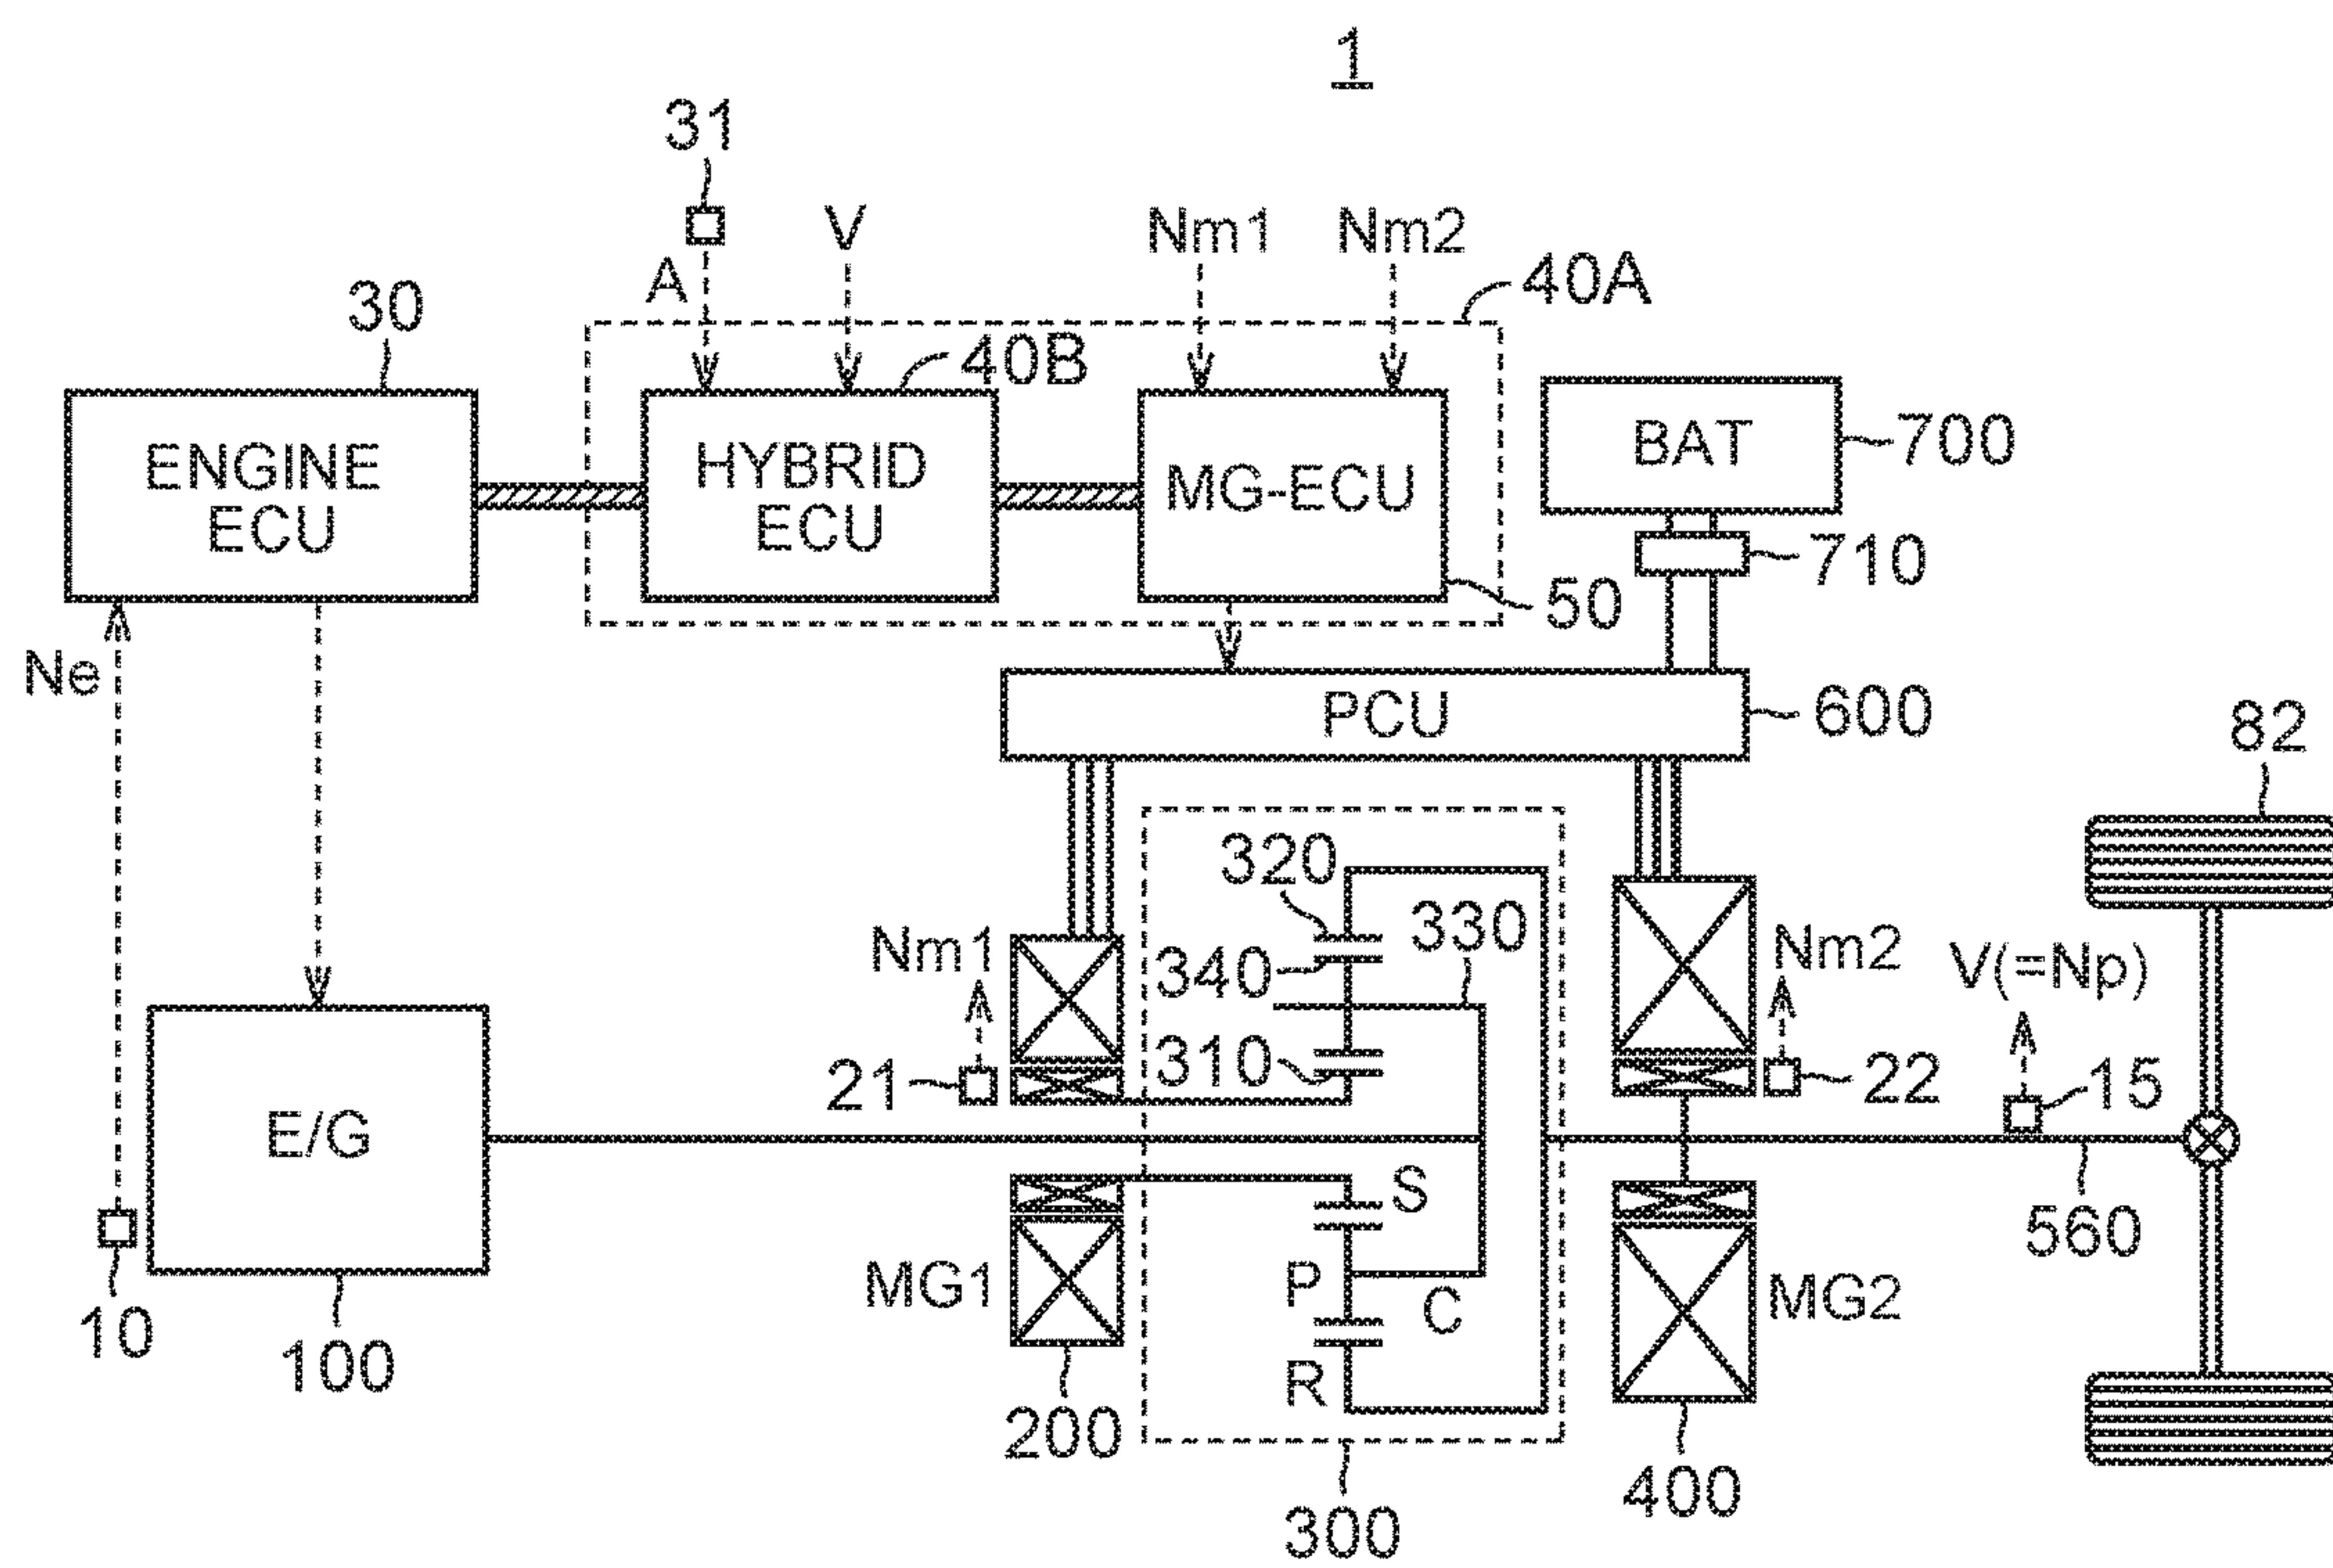 1
31
V
Nm1
Nm2
A
40A
30
40B
ENGINE
ECU
HYBRID
ECU
MG-ECU
BAT
700
710
50
Ne
PCU
600
82
320
330
Nm1
340
Nm2
V(=Np)
21
310
22
15
E/G
S
560
MG1
P
C
MG2
10
100
R
200
400
300